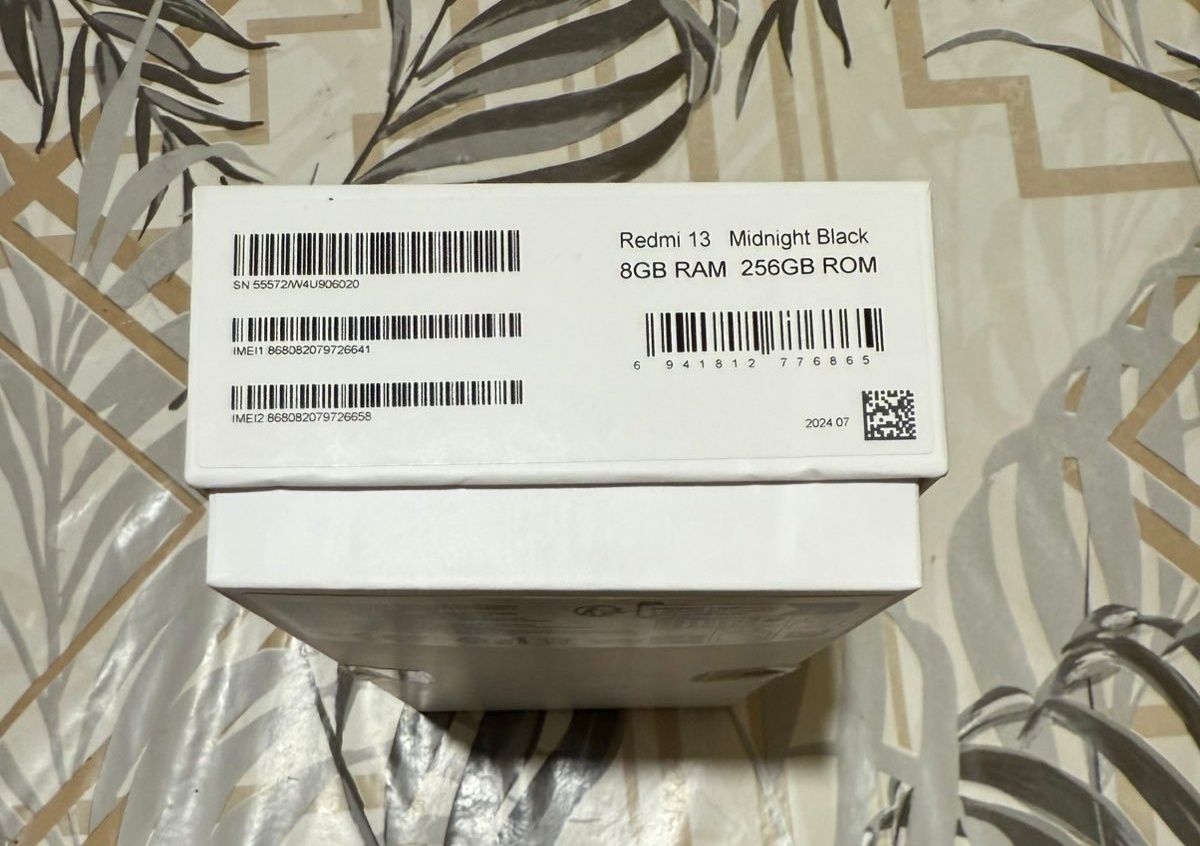 SN 55572/W4U906020
IMEI1 868082079726641
IMEI2 868082079726658
Redmi 13 Midnight Black
8GB RAM 256GB ROM
6 941812 776865
2024 07